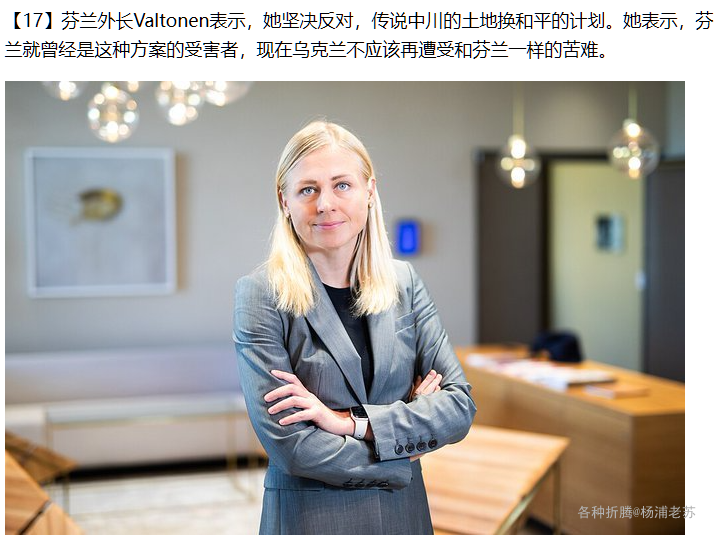 【17】芬兰外长Valtonen表示，她坚决反对，传说中川的土地换和平的计划。她表示，芬
兰就曾经是这种方案的受害者，现在乌克兰不应该再遭受和芬兰一样的苦难。
各种折腾@杨浦老苏